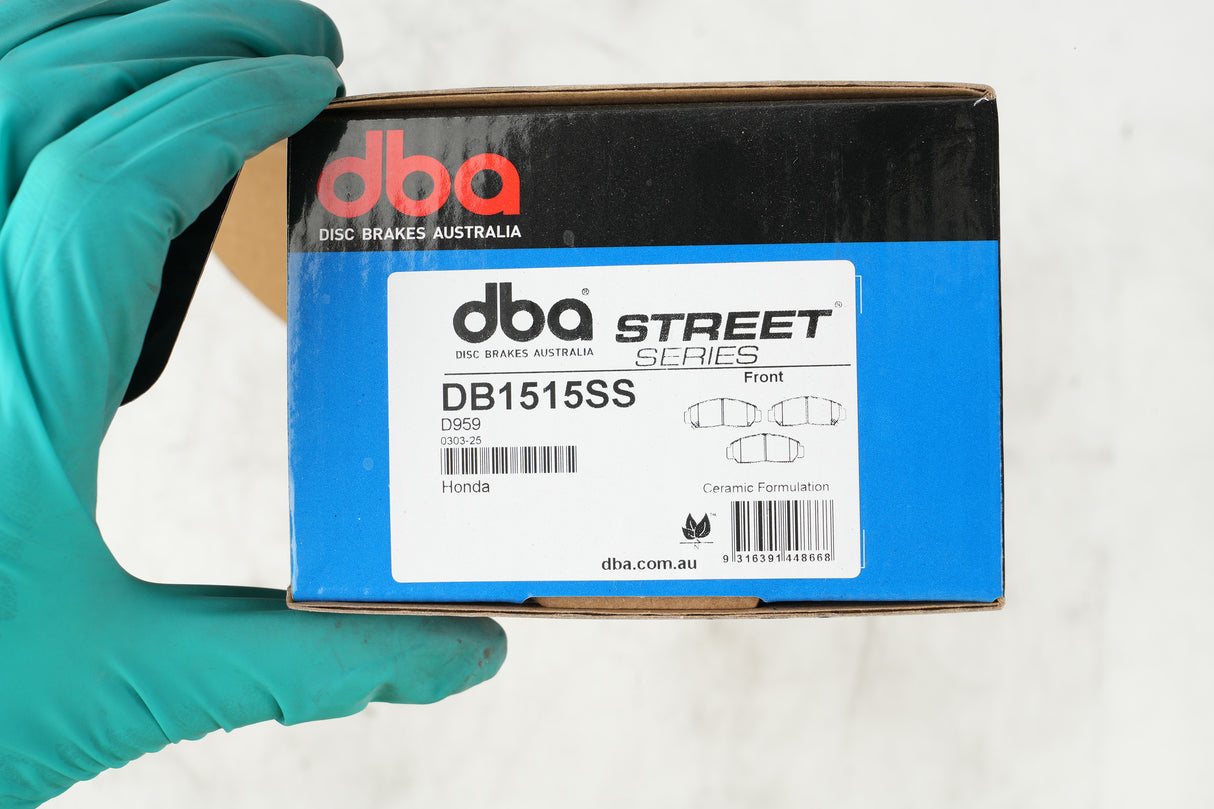 dba
DISC BRAKES AUSTRALIA
dba®
DISC BRAKES AUSTRALIA
STREET®
SERIES
Front
DB1515SS
D959
0303-25
Honda
Ceramic Formulation
™
N
9 316391 448668
dba.com.au